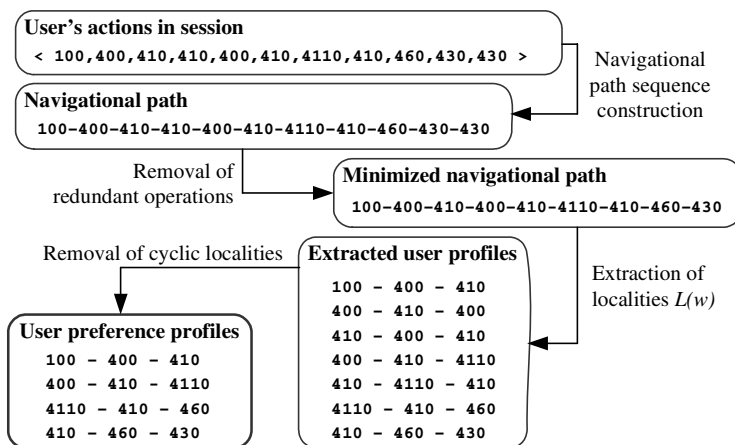 User's actions in session
< 100,400,410,410,400,410,4110,410,460,430,430 >
Navigational
path sequence
construction
Navigational path
100-400-410-410-400-410-4110-410-460-430-430
Removal of
redundant operations
Minimized navigational path
100-400-410-400-410-4110-410-460-430
Removal of cyclic localities
Extracted user profiles
100 - 400 - 410
400 - 410 - 400
410 - 400 - 410
400 - 410 - 4110
410 - 4110 - 410
4110 - 410 - 460
410 - 460 - 430
Extraction of
localities L(w)
User preference profiles
100 - 400 - 410
400 - 410 - 4110
4110 - 410 - 460
410 - 460 - 430